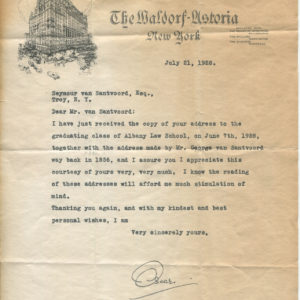 The Waldorf-Astoria
New York
July 21, 1928.
Seymour van Santvoord, Esq.,
Troy, N. Y.
Dear Mr. van Santvoord:
I have just received the copy of your address to the
graduating class of Albany Law School, on June 7th, 1928,
together with the address made by Mr. George van Santvoord
way back in 1856, and I assure you I appreciate this
courtesy of yours very, very much. I know the reading
of these addresses will afford me much stimulation of
mind.
Thanking you again, and with my kindest and best
personal wishes, I am
Very sincerely yours,
Oscar.